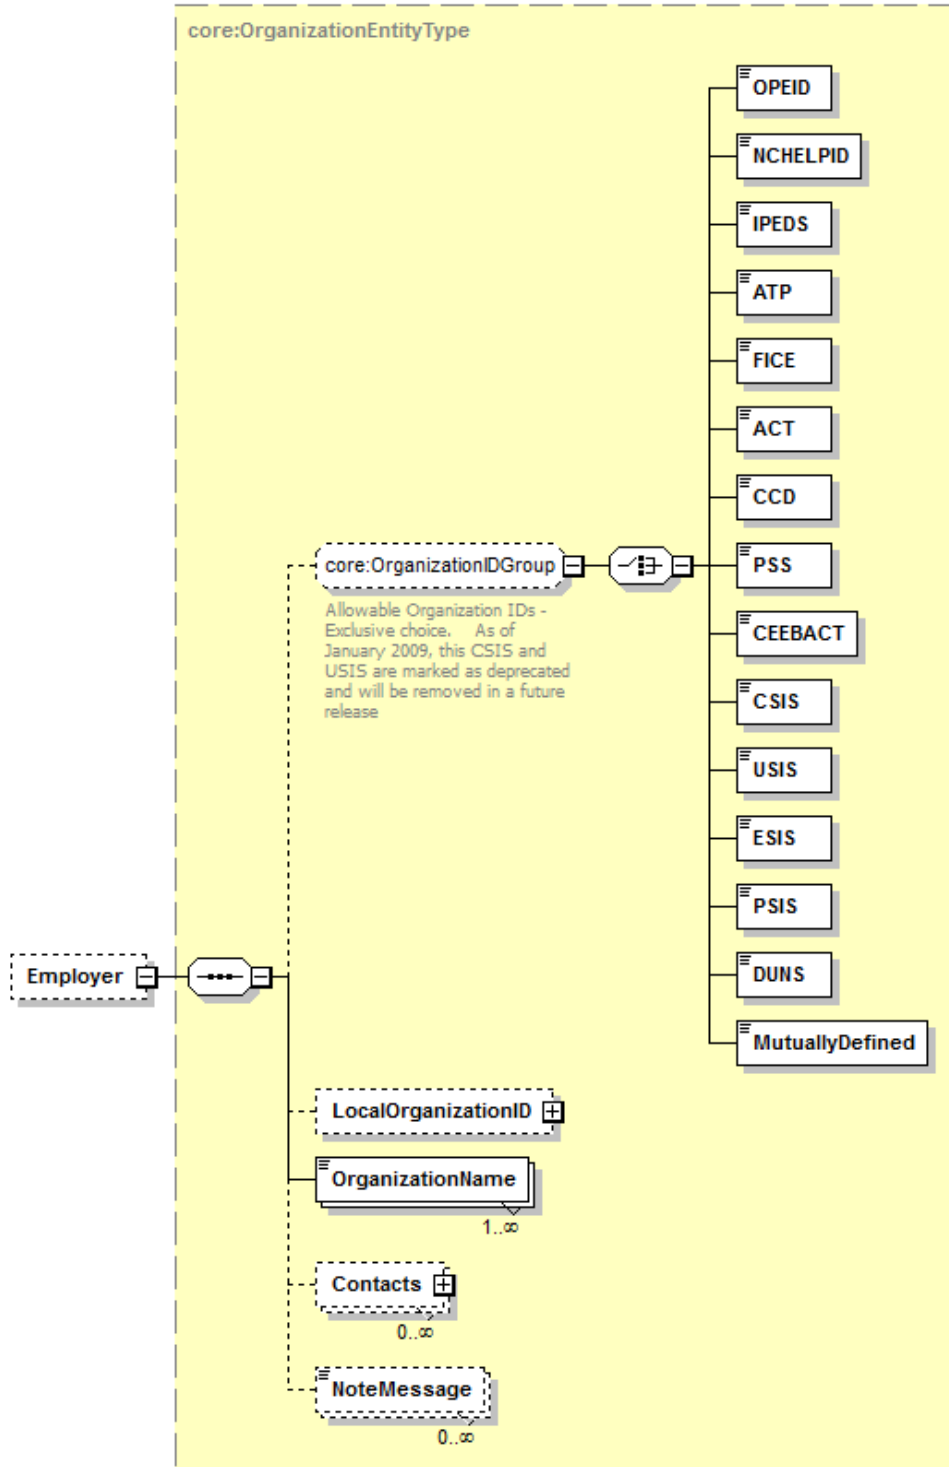 core:OrganizationEntityType
OPEID
NCHELPID
IPEDS
ATP
FICE
ACT
CCD
core:OrganizationIDGroup
PSS
Allowable Organization IDs -
Exclusive choice. As of
January 2009, this CSIS and
USIS are marked as deprecated
and will be removed in a future
release
CEEBACT
CSIS
USIS
ESIS
PSIS
Employer
DUNS
MutuallyDefined
LocalOrganizationID
OrganizationName
1..∞
Contacts
0..∞
NoteMessage
0..∞